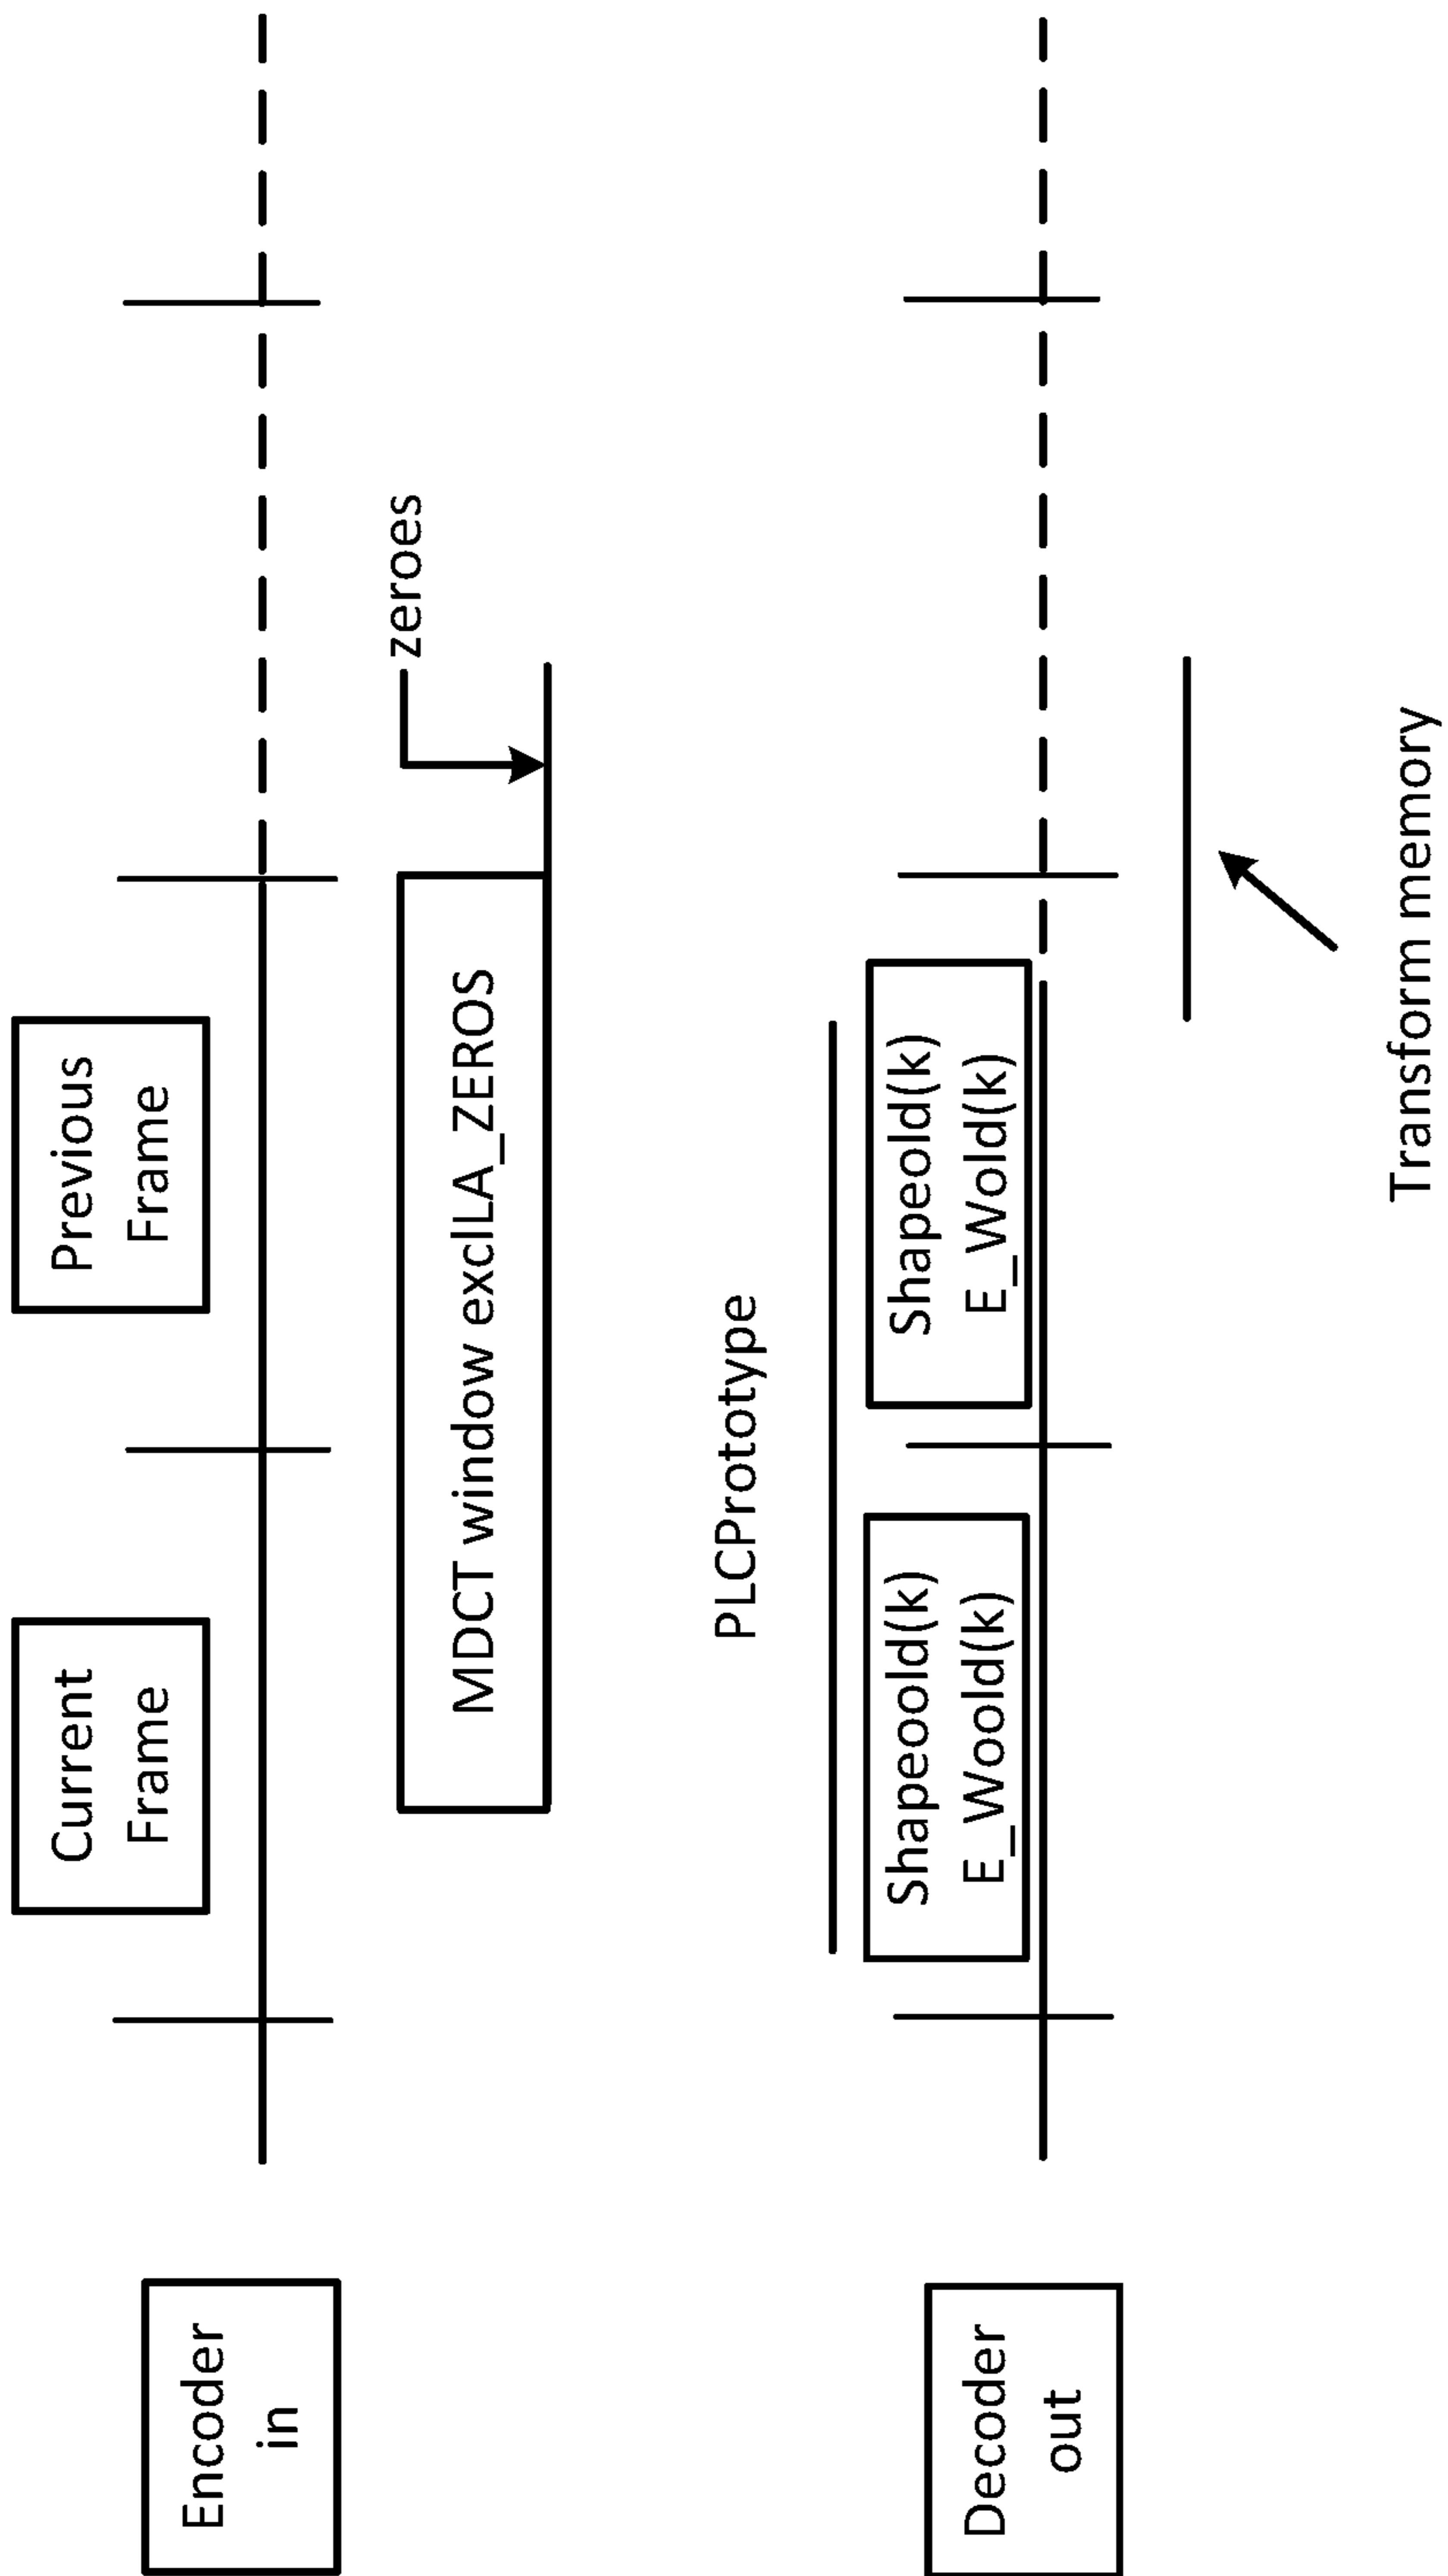 Encoder
in
Current
Frame
Previous
Frame
zeroes
MDCT window exclLA_ZEROS
PLCPrototype
Decoder
out
Shapeoold(k)
E_Woold(k)
Shapeold(k)
E_Wold(k)
Transform memory